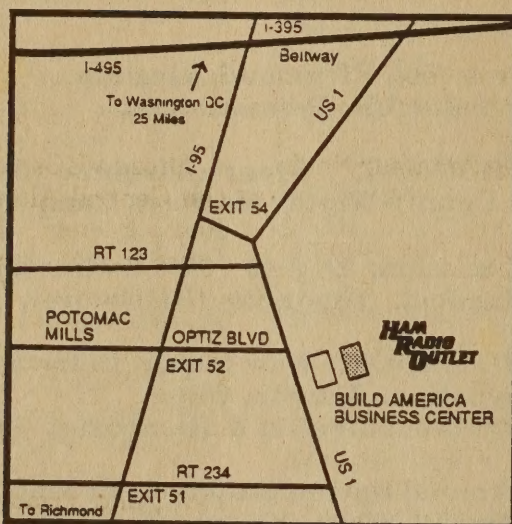 I-395
I-495
Beltway
To Washington DC
25 Miles
US 1
I-95
EXIT 54
RT 123
POTOMAC
MILLS
OPTIZ BLVD
EXIT 52
HAM
RADIO
OUTLET
BUILD AMERICA
BUSINESS CENTER
RT 234
US 1
EXIT 51
To Richmond